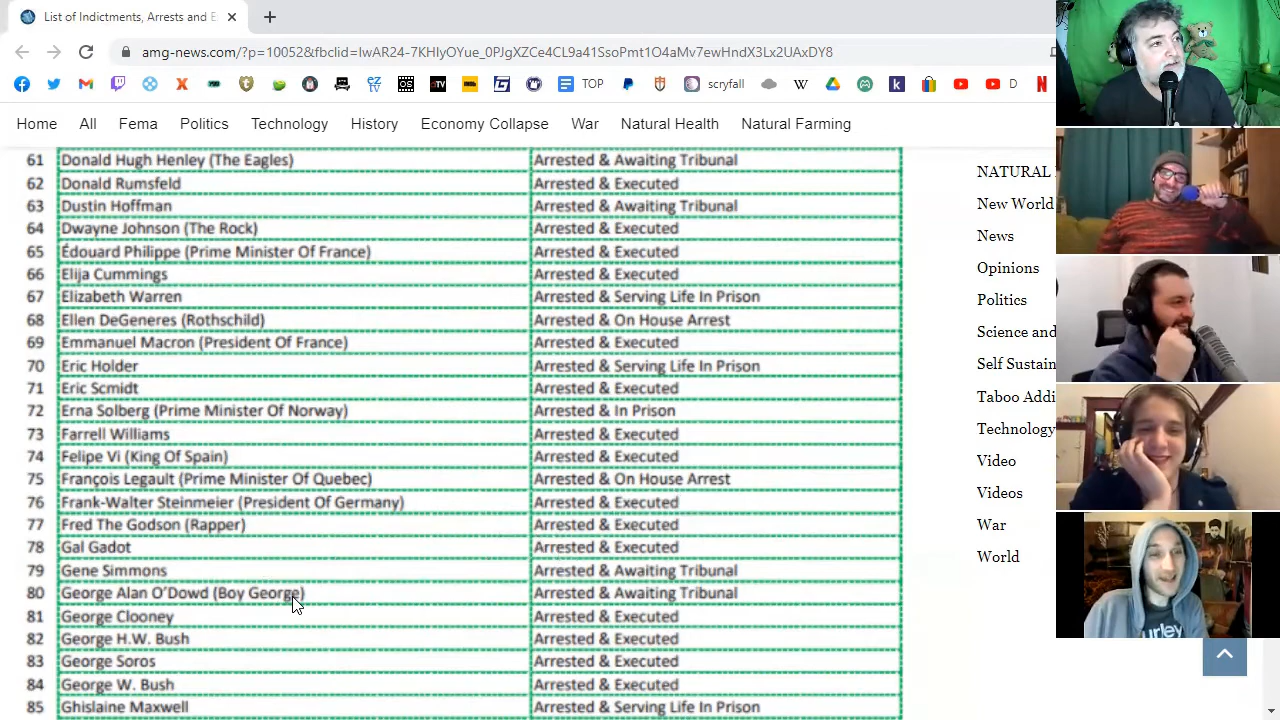 List of Indictments, Arrests and E
amg-news.com/?p=10052&fbclid=IwAR24-7KHIyOYue_0PJgXZCe4CL9a41SsoPmt1O4aMv7ewHndX3Lx2UAxDY8
TOP
scryfall
D
Home All Fema Politics Technology History Economy Collapse War Natural Health Natural Farming
61 Donald Hugh Henley (The Eagles) Arrested & Awaiting Tribunal
62 Donald Rumsfeld Arrested & Executed
63 Dustin Hoffman Arrested & Awaiting Tribunal
64 Dwayne Johnson (The Rock) Arrested & Executed
65 Édouard Philippe (Prime Minister Of France) Arrested & Executed
66 Elija Cummings Arrested & Executed
67 Elizabeth Warren Arrested & Serving Life In Prison
68 Ellen DeGeneres (Rothschild) Arrested & On House Arrest
69 Emmanuel Macron (President Of France) Arrested & Executed
70 Eric Holder Arrested & Serving Life In Prison
71 Eric Scmidt Arrested & Executed
72 Erna Solberg (Prime Minister Of Norway) Arrested & In Prison
73 Farrell Williams Arrested & Executed
74 Felipe Vi (King Of Spain) Arrested & Executed
75 François Legault (Prime Minister Of Quebec) Arrested & On House Arrest
76 Frank-Walter Steinmeier (President Of Germany) Arrested & Executed
77 Fred The Godson (Rapper) Arrested & Executed
78 Gal Gadot Arrested & Executed
79 Gene Simmons Arrested & Awaiting Tribunal
80 George Alan O'Dowd (Boy George) Arrested & Awaiting Tribunal
81 George Clooney Arrested & Executed
82 George H.W. Bush Arrested & Executed
83 George Soros Arrested & Executed
84 George W. Bush Arrested & Executed
85 Ghislaine Maxwell Arrested & Serving Life In Prison
NATURAL
New World
News
Opinions
Politics
Science and
Self Sustain
Taboo Addi
Technology
Video
Videos
War
World